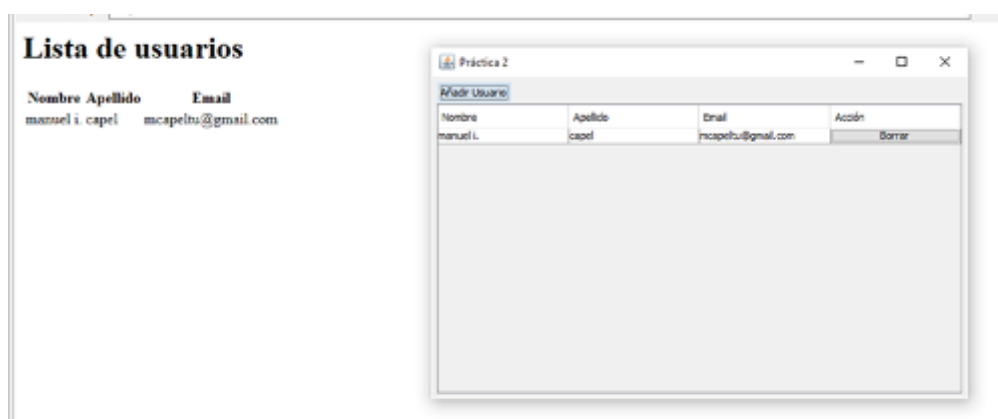 Lista de usuarios
Nombre Apellido Email
manuel i. capel mcapeltu@gmail.com
Práctica 2
Añadir Usuario
Nombre Apellido Email Acción
manuel i. capel mcapeltu@gmail.com Borrar